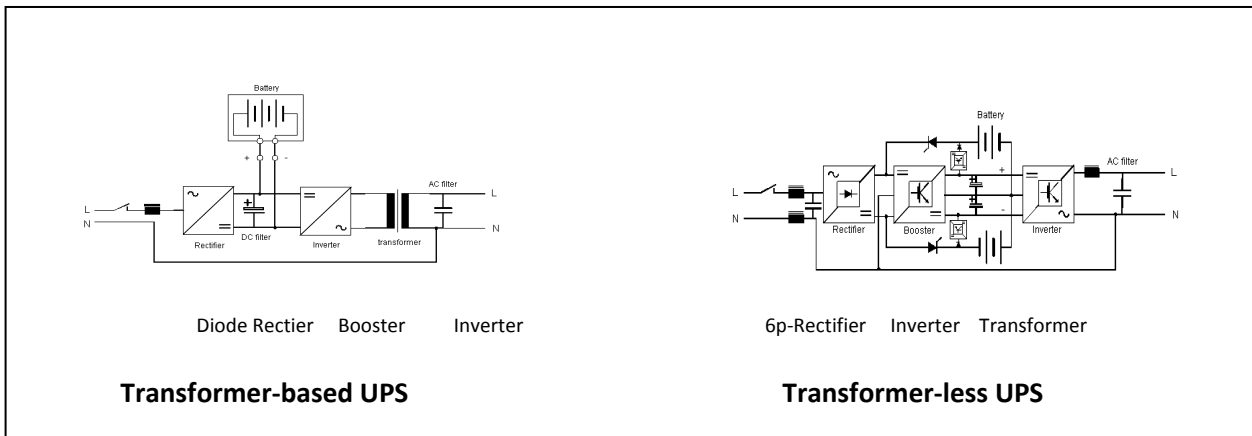 Battery
+ -
L
N
Rectifier
DC filter
+
Inverter
transformer
AC filter
L
N
Diode Rectier Booster Inverter
Transformer-based UPS
Battery
L
N
Rectifier
Booster
+
+
+
-
Inverter
AC filter
L
N
6p-Rectifier Inverter Transformer
Transformer-less UPS